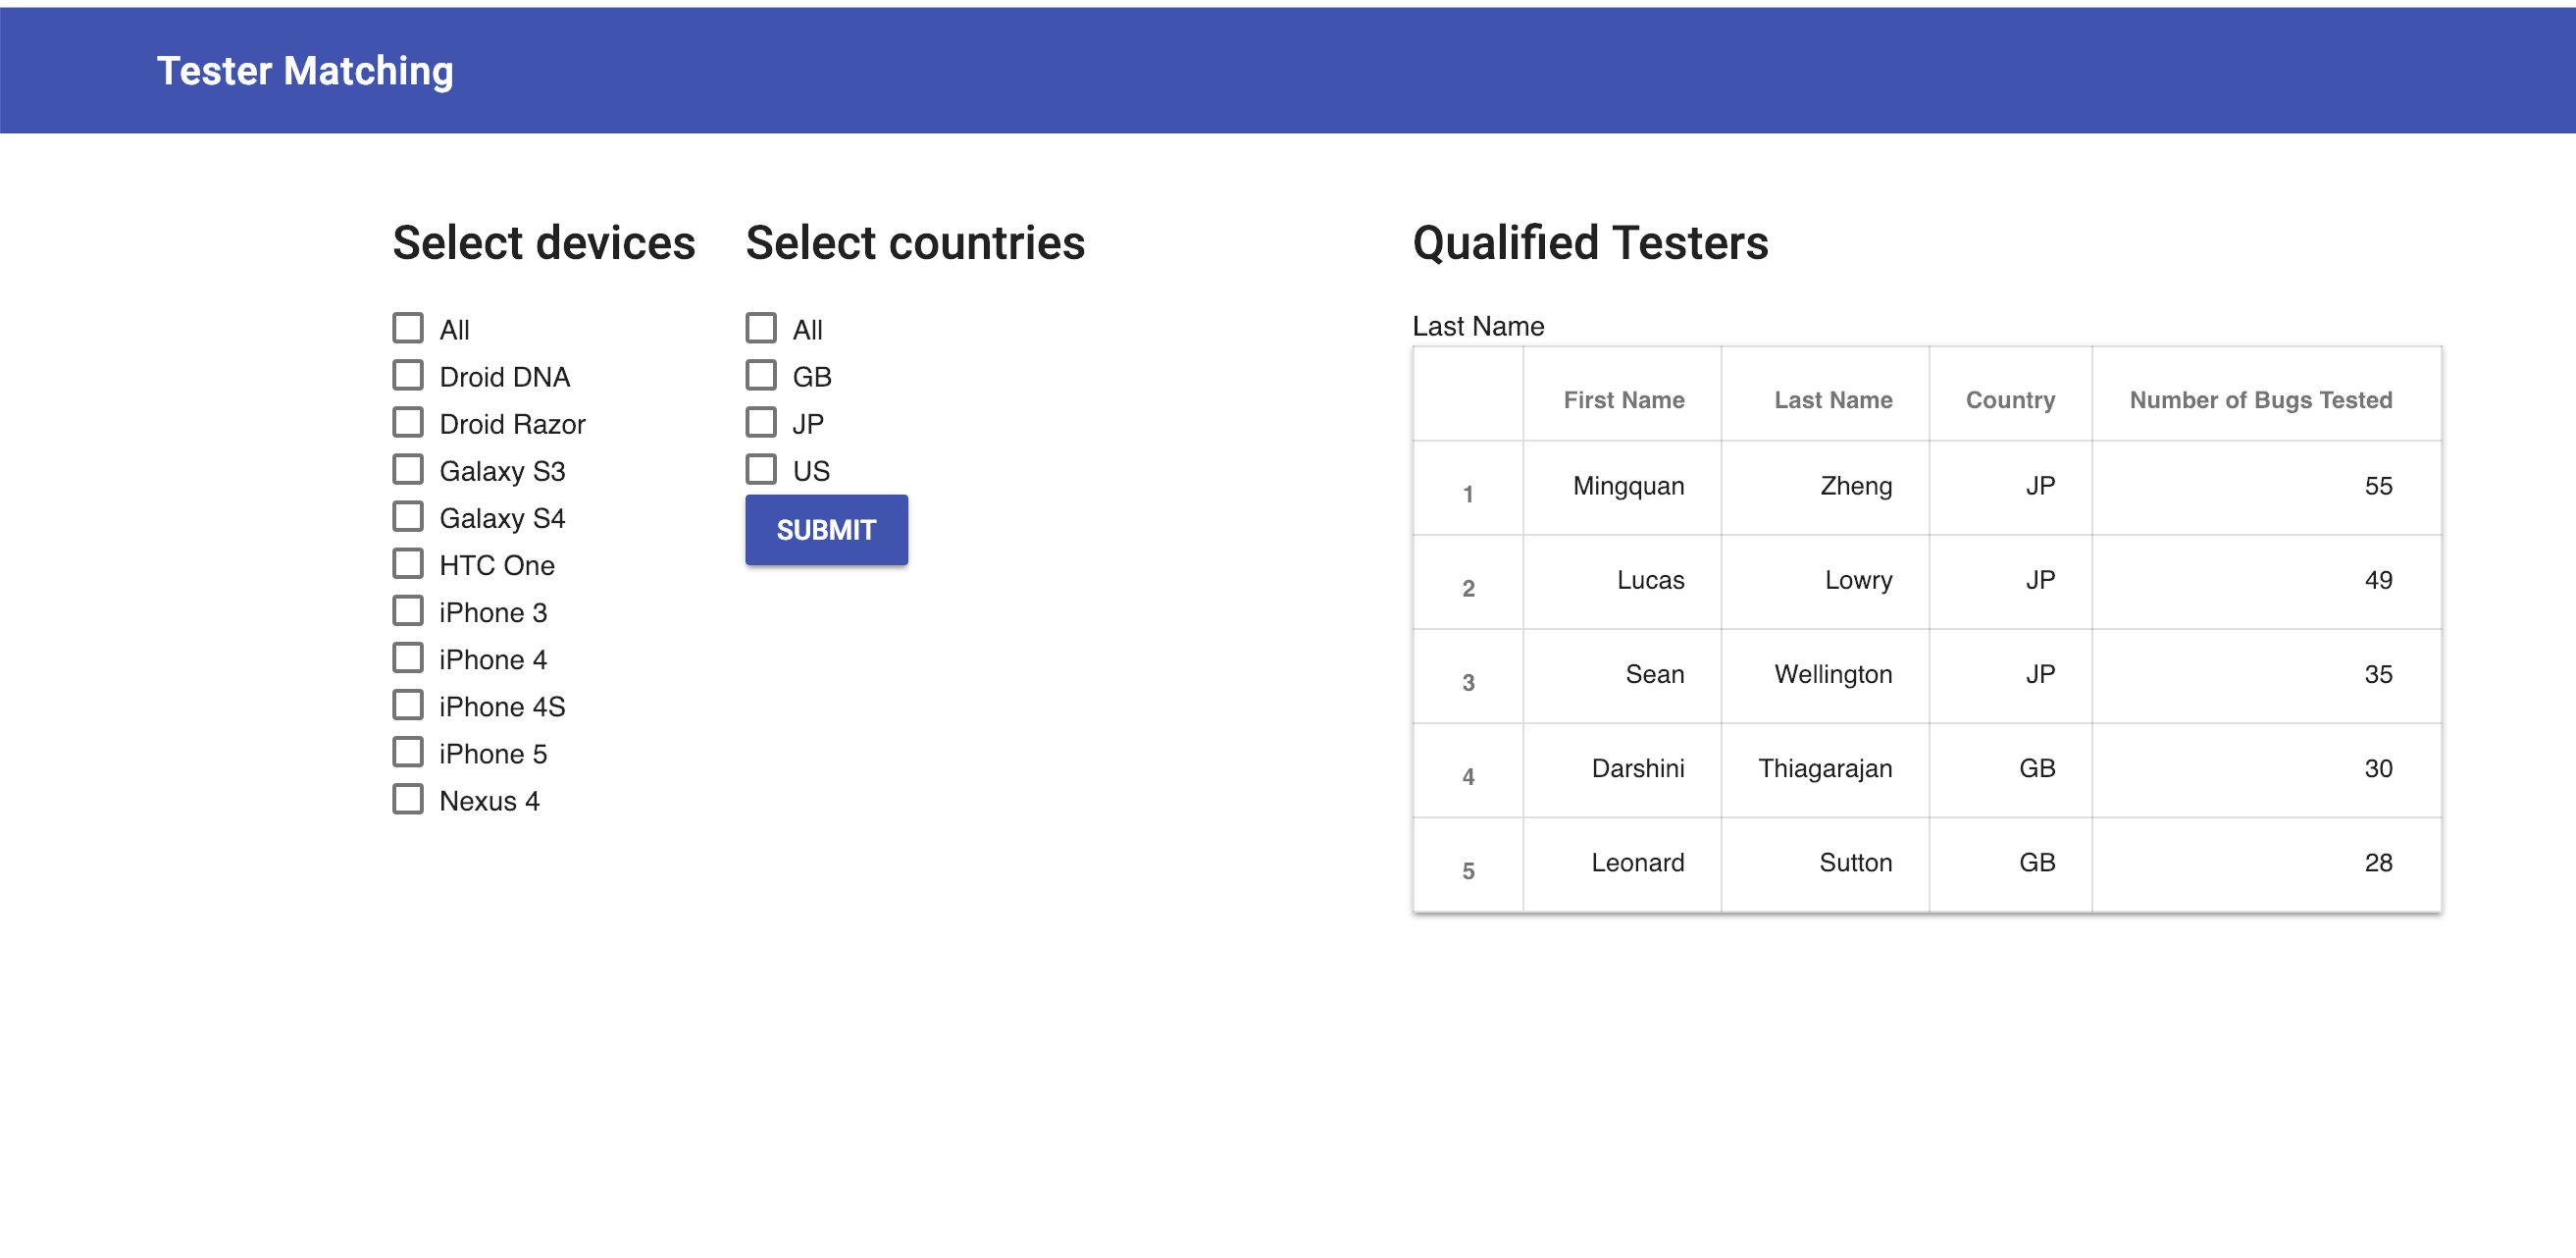 Tester Matching
Select devices
All
Droid DNA
Droid Razor
Galaxy S3
Galaxy S4
HTC One
iPhone 3
iPhone 4
iPhone 4S
iPhone 5
Nexus 4
Select countries
All
GB
JP
US
SUBMIT
Qualified Testers
Last Name
First Name Last Name Country Number of Bugs Tested
1 Mingquan Zheng JP 55
2 Lucas Lowry JP 49
3 Sean Wellington JP 35
4 Darshini Thiagarajan GB 30
5 Leonard Sutton GB 28